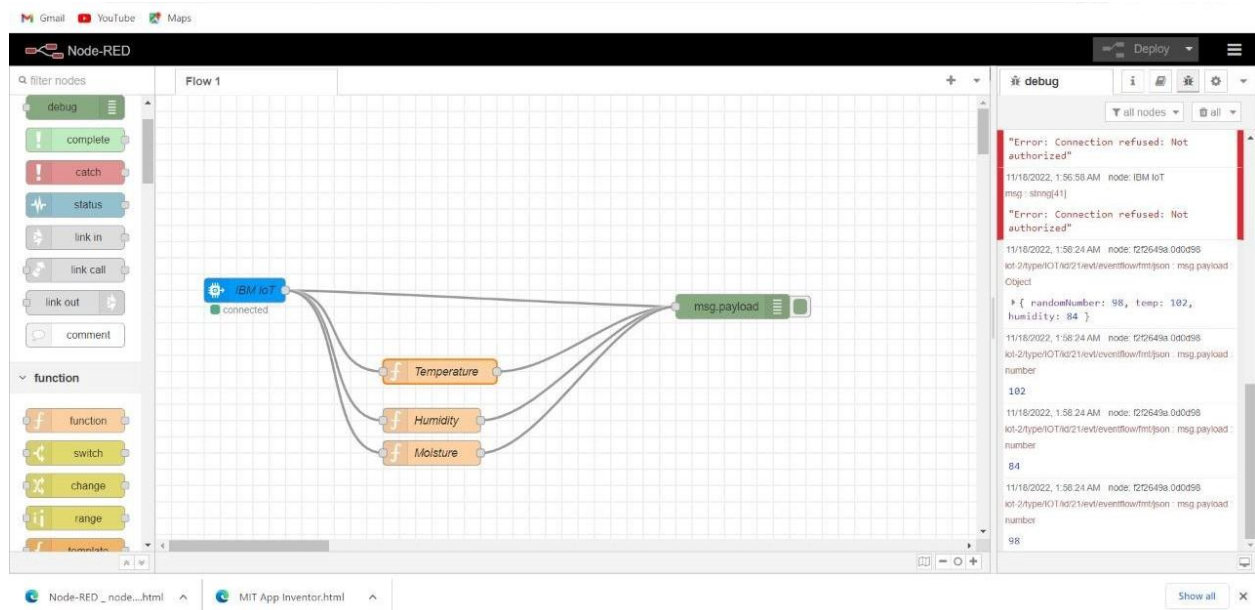 Gmail YouTube Maps
Node-RED Deploy
filter nodes
Flow 1
debug
all nodes all
debug
complete
catch
status
link in
link call
link out
comment
function
function
switch
change
range
template
IBM IoT
connected
msg.payload
Temperature
Humidity
Moisture
"Error: Connection refused: Not
authorized"
11/18/2022, 1:56:58 AM node: IBM IoT
msg : string[41]
"Error: Connection refused: Not
authorized"
11/18/2022, 1:58:24 AM node: f2f2649a.0d0d98
iot-2/type/IOT/id/21/evt/eventflow/fmt/json : msg.payload :
Object
{ randomNumber: 98, temp: 102,
humidity: 84 }
11/18/2022, 1:58:24 AM node: f2f2649a.0d0d98
iot-2/type/IOT/id/21/evt/eventflow/fmt/json : msg.payload :
number
102
11/18/2022, 1:58:24 AM node: f2f2649a.0d0d98
iot-2/type/IOT/id/21/evt/eventflow/fmt/json : msg.payload :
number
84
11/18/2022, 1:58:24 AM node: f2f2649a.0d0d98
iot-2/type/IOT/id/21/evt/eventflow/fmt/json : msg.payload :
number
98
Node-RED _ node....html MIT App Inventor.html Show all